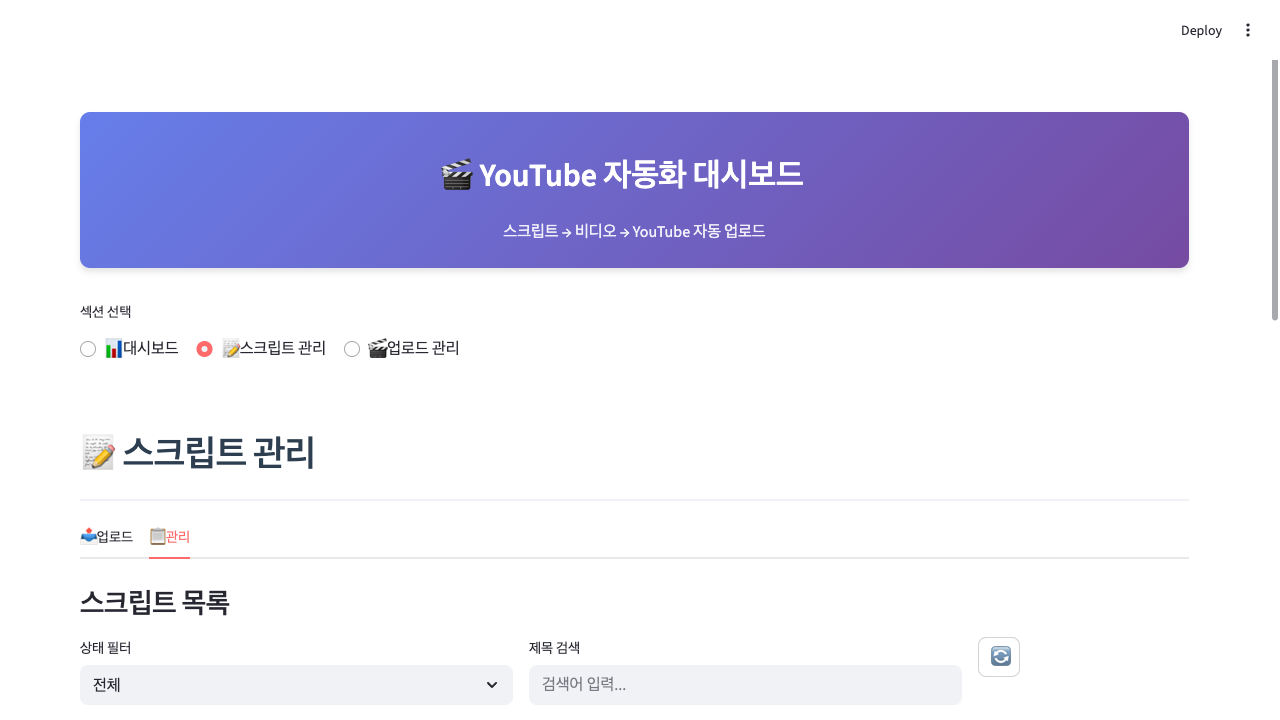 Deploy
🎬 YouTube 자동화 대시보드
스크립트 → 비디오 → YouTube 자동 업로드
섹션 선택
📊대시보드 📝스크립트 관리 🎬업로드 관리
📝 스크립트 관리
📤업로드 📋관리
스크립트 목록
상태 필터 제목 검색
전체 검색어 입력...